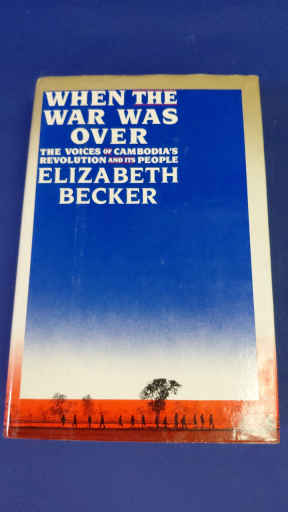 WHEN THE
WAR WAS
OVER
THE VOICES OF CAMBODIA'S
REVOLUTION AND ITS PEOPLE
ELIZABETH
BECKER